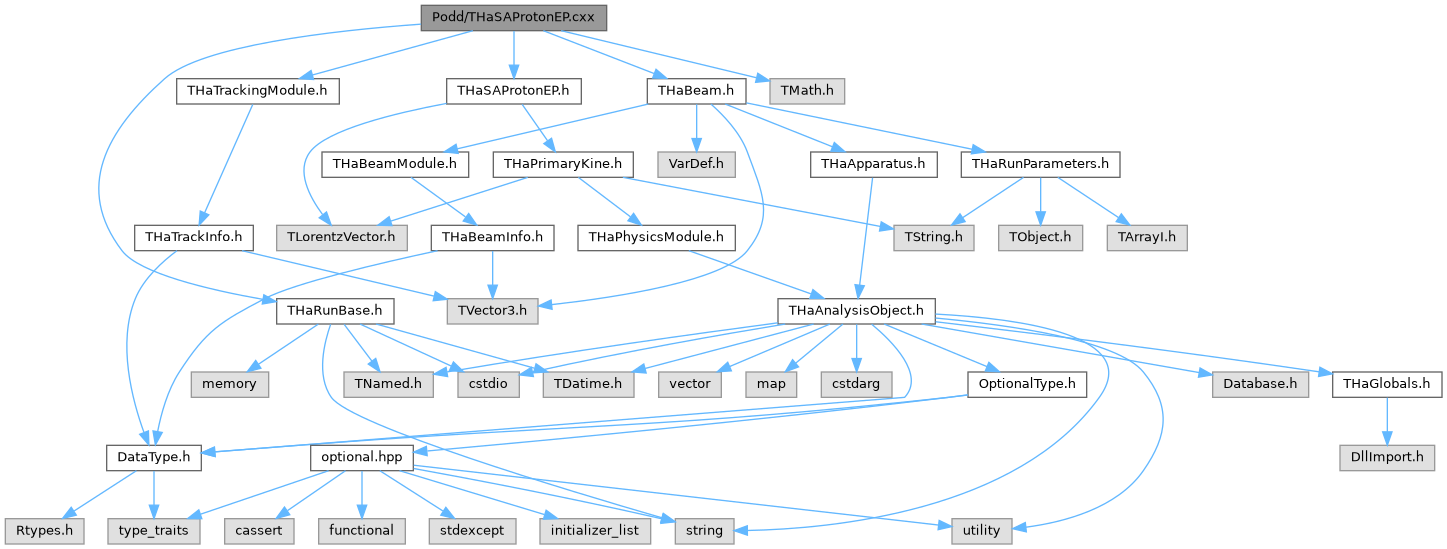 Podd/THaSAProtonEP.cxx
THaTrackingModule.h
THaSAProtonEP.h
THaBeam.h
TMath.h
THaBeamModule.h
THaPrimaryKine.h
VarDef.h
THaApparatus.h
THaRunParameters.h
THaTrackInfo.h
TLorentzVector.h
THaBeamInfo.h
THaPhysicsModule.h
TString.h
TObject.h
TArrayI.h
THaRunBase.h
TVector3.h
THaAnalysisObject.h
memory
TNamed.h
cstdio
TDatime.h
vector
map
cstdarg
OptionalType.h
Database.h
THaGlobals.h
DataType.h
optional.hpp
DllImport.h
Rtypes.h
type_traits
cassert
functional
stdexcept
initializer_list
string
utility